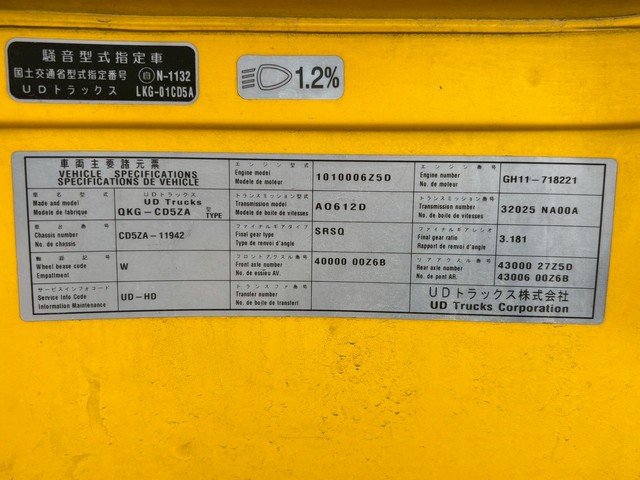 騒音型式指定車
国土交通省型式指定番号 自 N-1132
UDトラックス LKG-01CD5A
1.2%
車両主要諸元票
VEHICLE SPECIFICATIONS
SPECIFICATIONS DE VEHICLE
車名型式
Made and model
Modele de fabrique
UDトラックス
UD Trucks
QKG-CD5ZA 型 TYPE
車台番号
Chassis number
No. de chassis
CD5ZA-11942
軸距記号
Wheel base code
Empattment
W
サービスインフォコード
Service Info Code
Information Maintenance
UD-HD
エンジン型式
Engine model
Modele de moteur
1010006Z5D
トランスミッション型式
Transmission model
Modele de boite de vitesses
AO612D
ファイナルギアタイプ
Final gear type
Type de renvoi d'angle
SRSQ
フロントアクスル番号
Front axle number
No. de essieu AV.
40000 00Z6B
トランスファ番号
Transfer number
No. de boite de transfert
エンジン番号
Engine number
No. de moteur
GH11-718221
トランスミッション番号
Transmission number
No. de boite de vitesses
32025 NA00A
ファイナルギアレシオ
Final gear ratio
Rapport de renvoi d'angle
3.181
リアアクスル番号
Rear axle number
No. de pont AR.
43000 27Z5D
43006 00Z6B
UDトラックス株式会社
UD Trucks Corporation